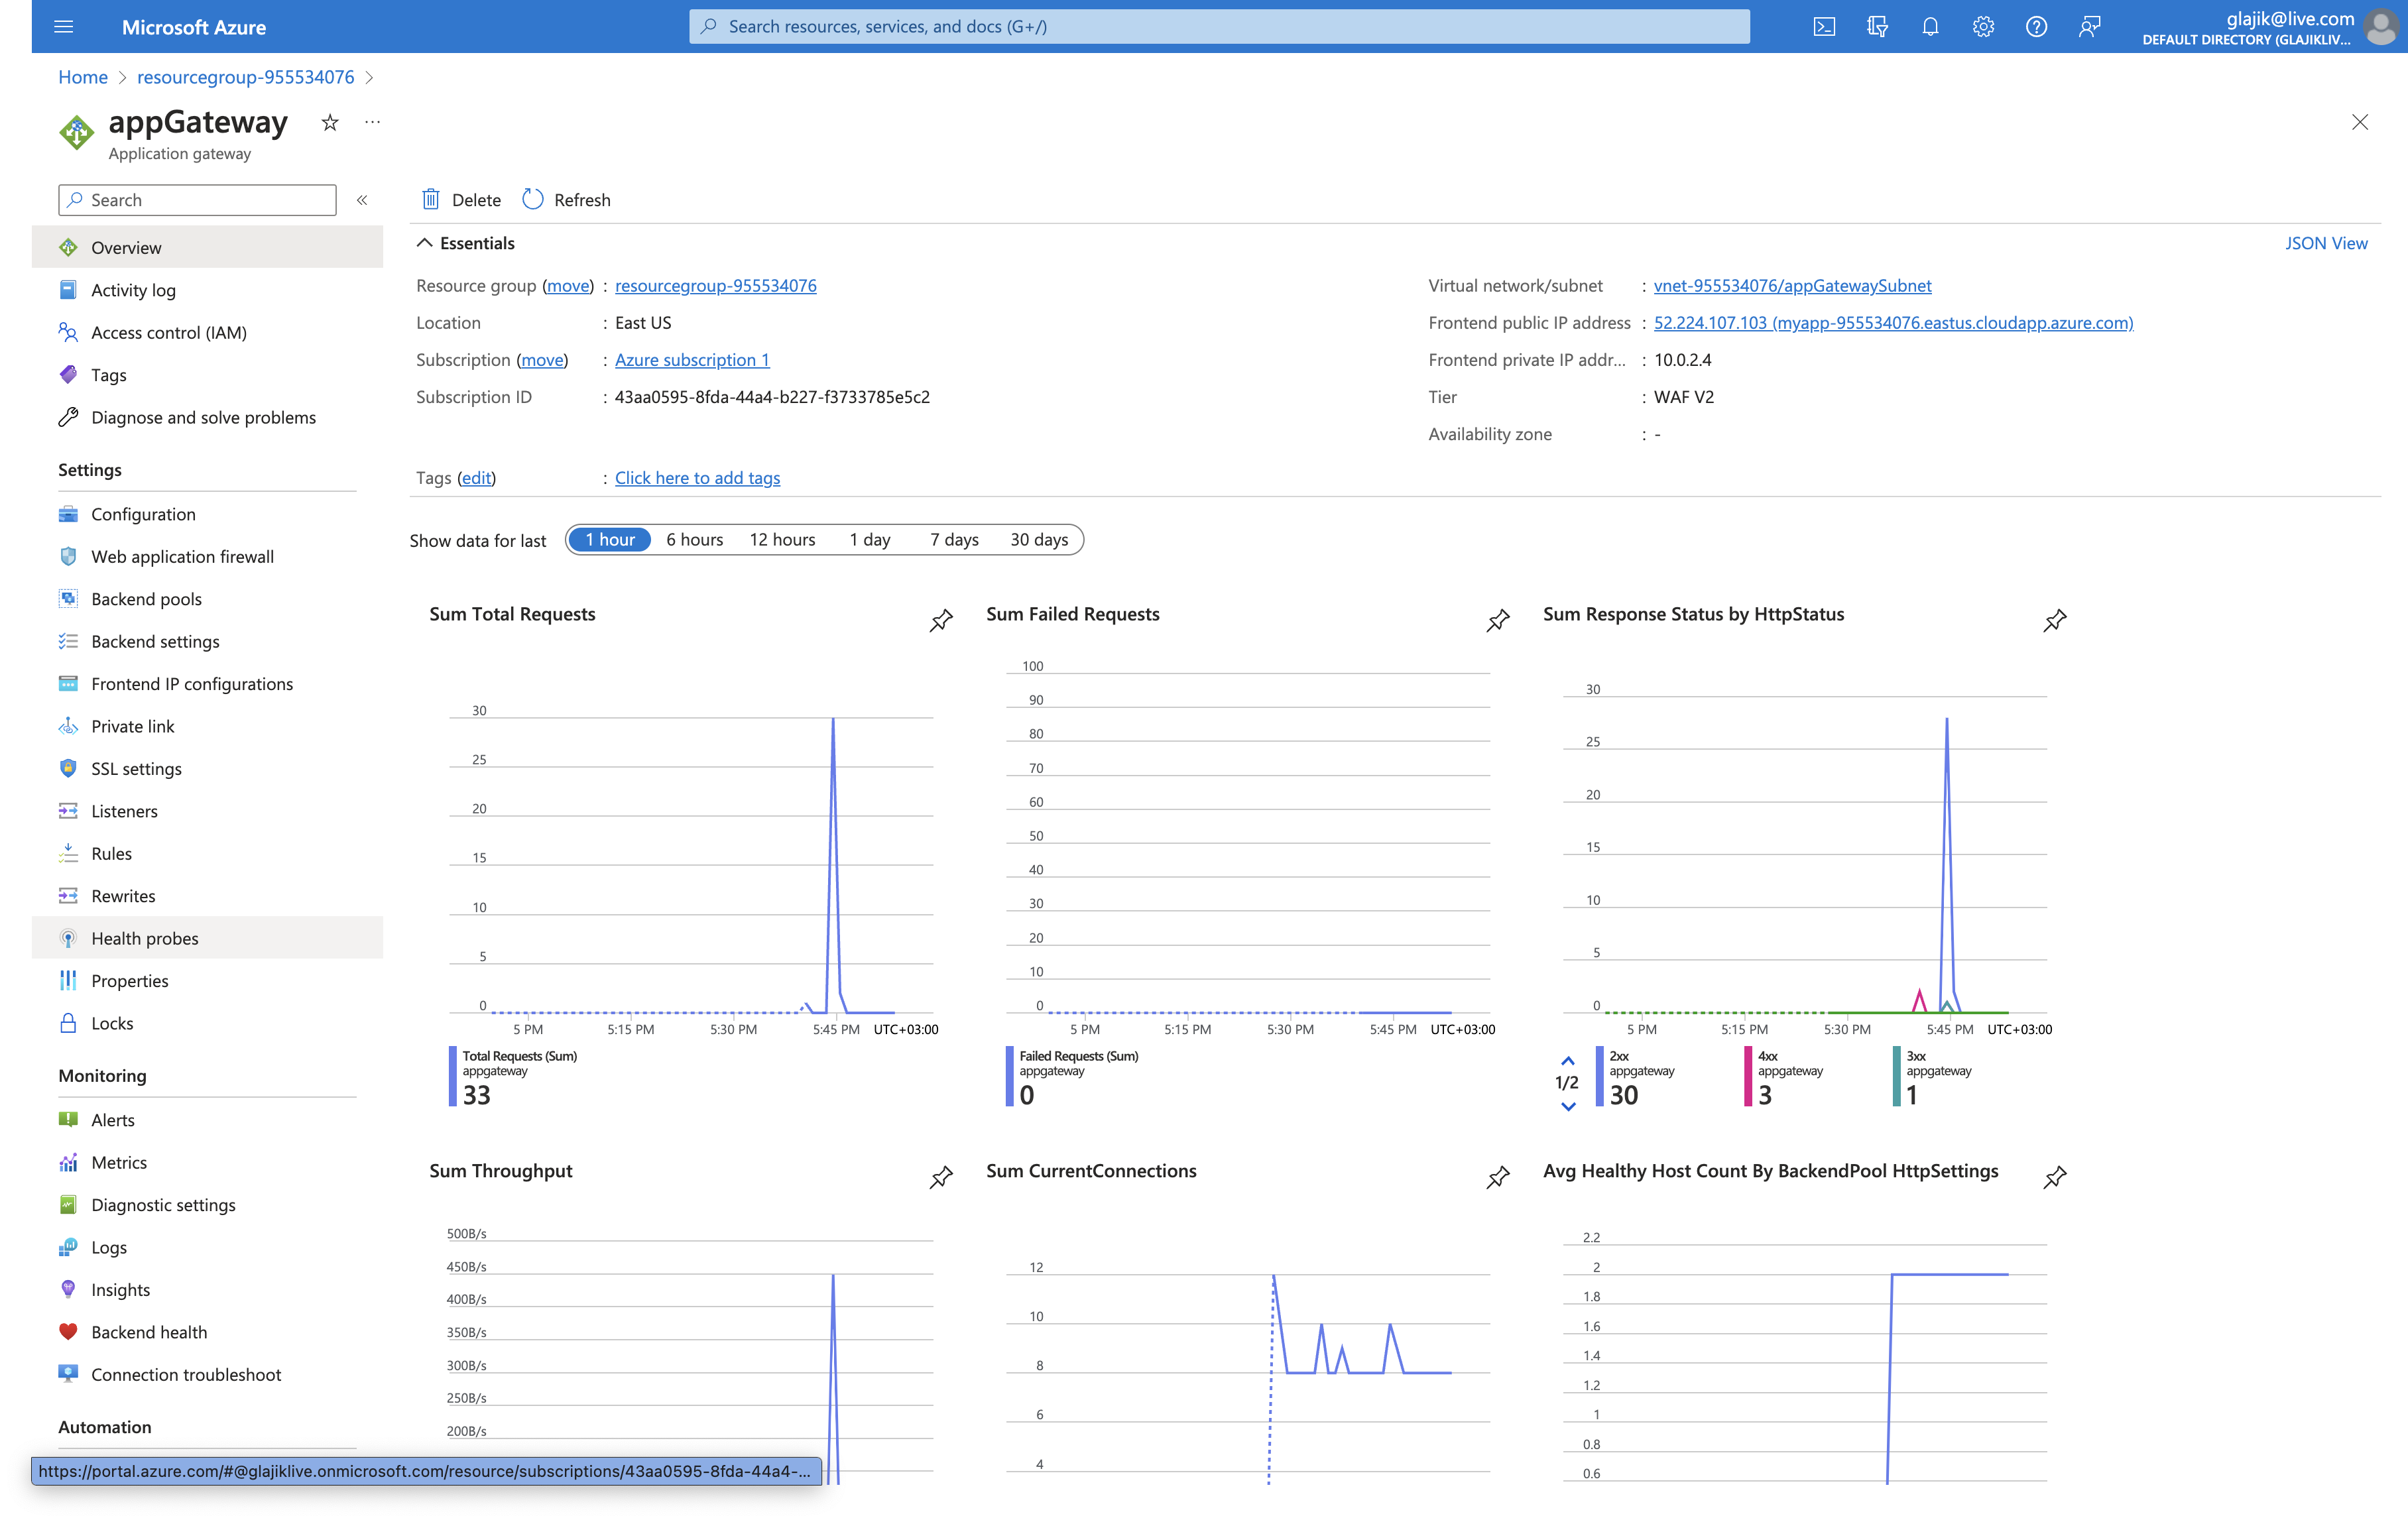 Microsoft Azure
Search resources, services, and docs (G+/)
glajik@live.com
DEFAULT DIRECTORY (GLAJIKLIV...
Home > resourcegroup-955534076 >
appGateway
Application gateway
Search
«
Delete
Refresh
Overview
Activity log
Access control (IAM)
Tags
Diagnose and solve problems
Settings
Configuration
Web application firewall
Backend pools
Backend settings
Frontend IP configurations
Private link
SSL settings
Listeners
Rules
Rewrites
Health probes
Properties
Locks
Monitoring
Alerts
Metrics
Diagnostic settings
Logs
Insights
Backend health
Connection troubleshoot
Automation
https://portal.azure.com/#@glajiklive.onmicrosoft.com/resource/subscriptions/43aa0595-8fda-44a4-...
Essentials
JSON View
Resource group (move) : resourcegroup-955534076
Location : East US
Subscription (move) : Azure subscription 1
Subscription ID : 43aa0595-8fda-44a4-b227-f3733785e5c2
Tags (edit) : Click here to add tags
Virtual network/subnet : vnet-955534076/appGatewaySubnet
Frontend public IP address : 52.224.107.103 (myapp-955534076.eastus.cloudapp.azure.com)
Frontend private IP addr... : 10.0.2.4
Tier : WAF V2
Availability zone : -
Show data for last 1 hour 6 hours 12 hours 1 day 7 days 30 days
Sum Total Requests
30
25
20
15
10
5
0
5 PM 5:15 PM 5:30 PM 5:45 PM UTC+03:00
Total Requests (Sum)
appgateway
33
Sum Failed Requests
100
90
80
70
60
50
40
30
20
10
0
5 PM 5:15 PM 5:30 PM 5:45 PM UTC+03:00
Failed Requests (Sum)
appgateway
0
Sum Response Status by HttpStatus
30
25
20
15
10
5
0
5 PM 5:15 PM 5:30 PM 5:45 PM UTC+03:00
1/2
2xx
appgateway
30
4xx
appgateway
3
3xx
appgateway
1
Sum Throughput
500B/s
450B/s
400B/s
350B/s
300B/s
250B/s
200B/s
Sum CurrentConnections
12
10
8
6
4
Avg Healthy Host Count By BackendPool HttpSettings
2.2
2
1.8
1.6
1.4
1.2
1
0.8
0.6